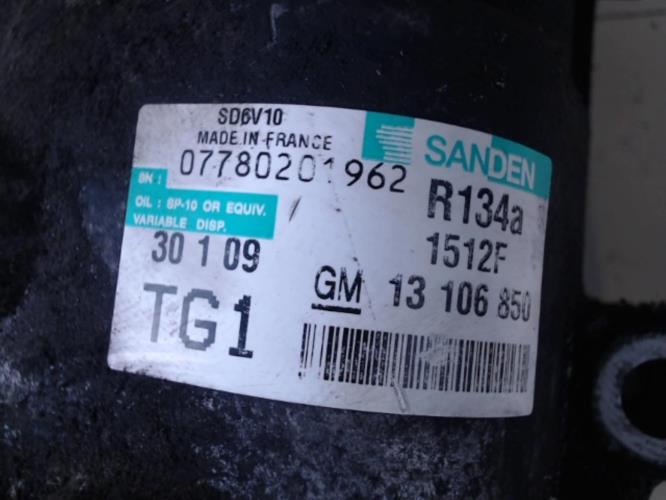 SD6V10
MADE IN FRANCE
SANDEN
SN :
07780201962
R134a
OIL : SP-10 OR EQUIV.
VARIABLE DISP.
1512F
30 1 09
GM 13 106 850
TG1